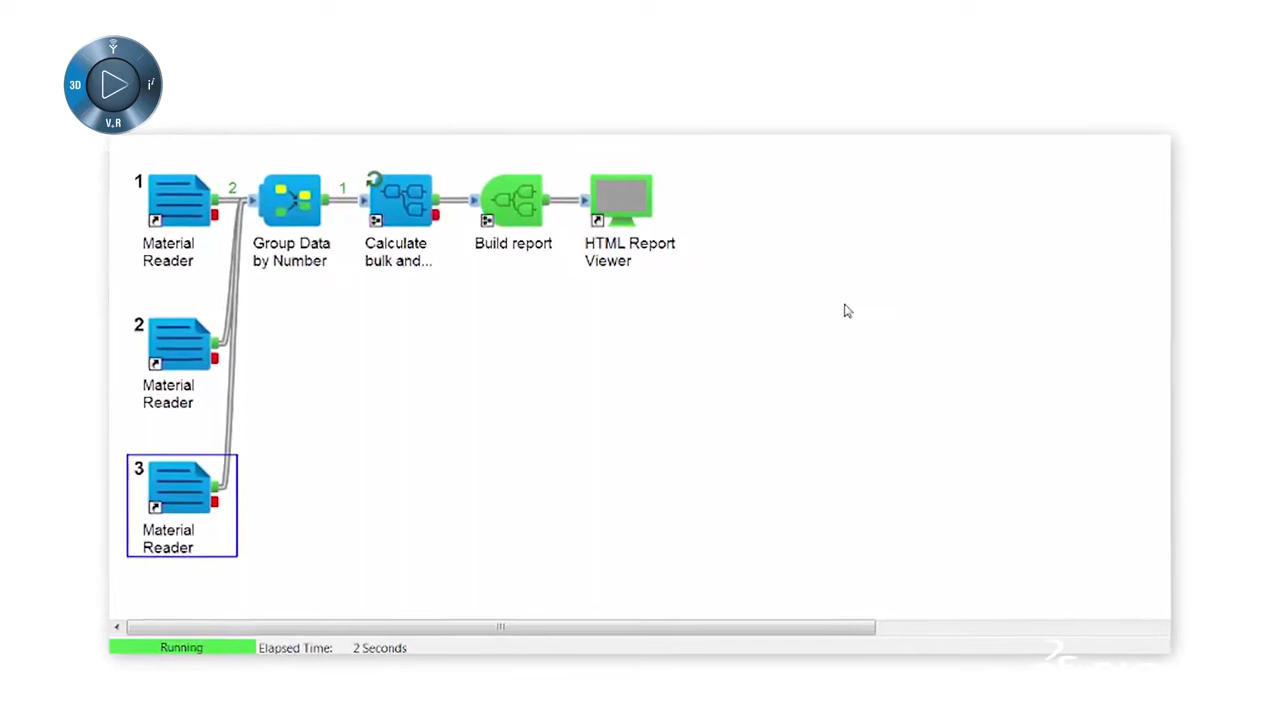 3D
i
V.R
1
2
1
Material
Reader
Group Data
by Number
Calculate
bulk and...
Build report
HTML Report
Viewer
2
Material
Reader
3
Material
Reader
Running
Elapsed Time:
2 Seconds